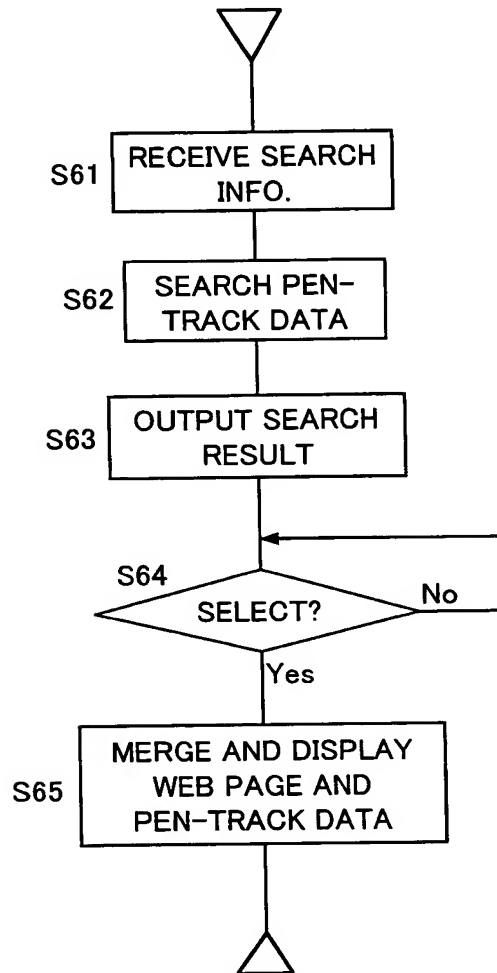 S61
RECEIVE SEARCH
INFO.
S62
SEARCH PEN-
TRACK DATA
S63
OUTPUT SEARCH
RESULT
S64
SELECT?
No
Yes
S65
MERGE AND DISPLAY
WEB PAGE AND
PEN-TRACK DATA